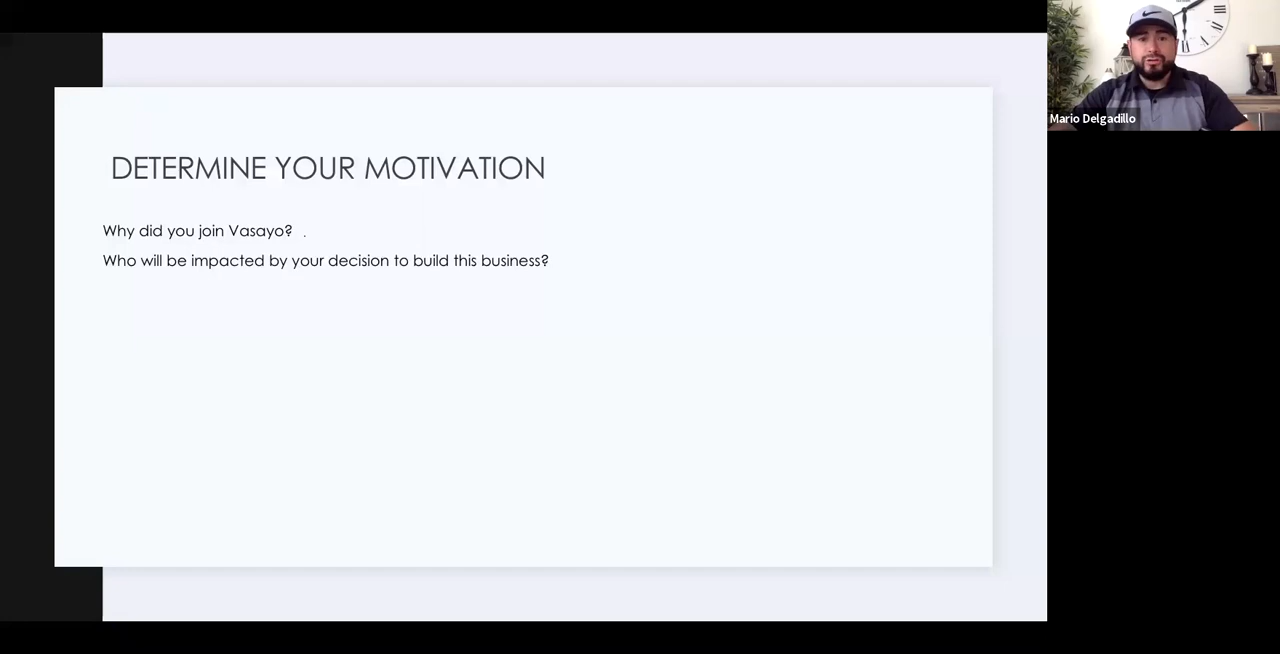 DETERMINE YOUR MOTIVATION
Why did you join Vasayo? .
Who will be impacted by your decision to build this business?
Mario Delgadillo